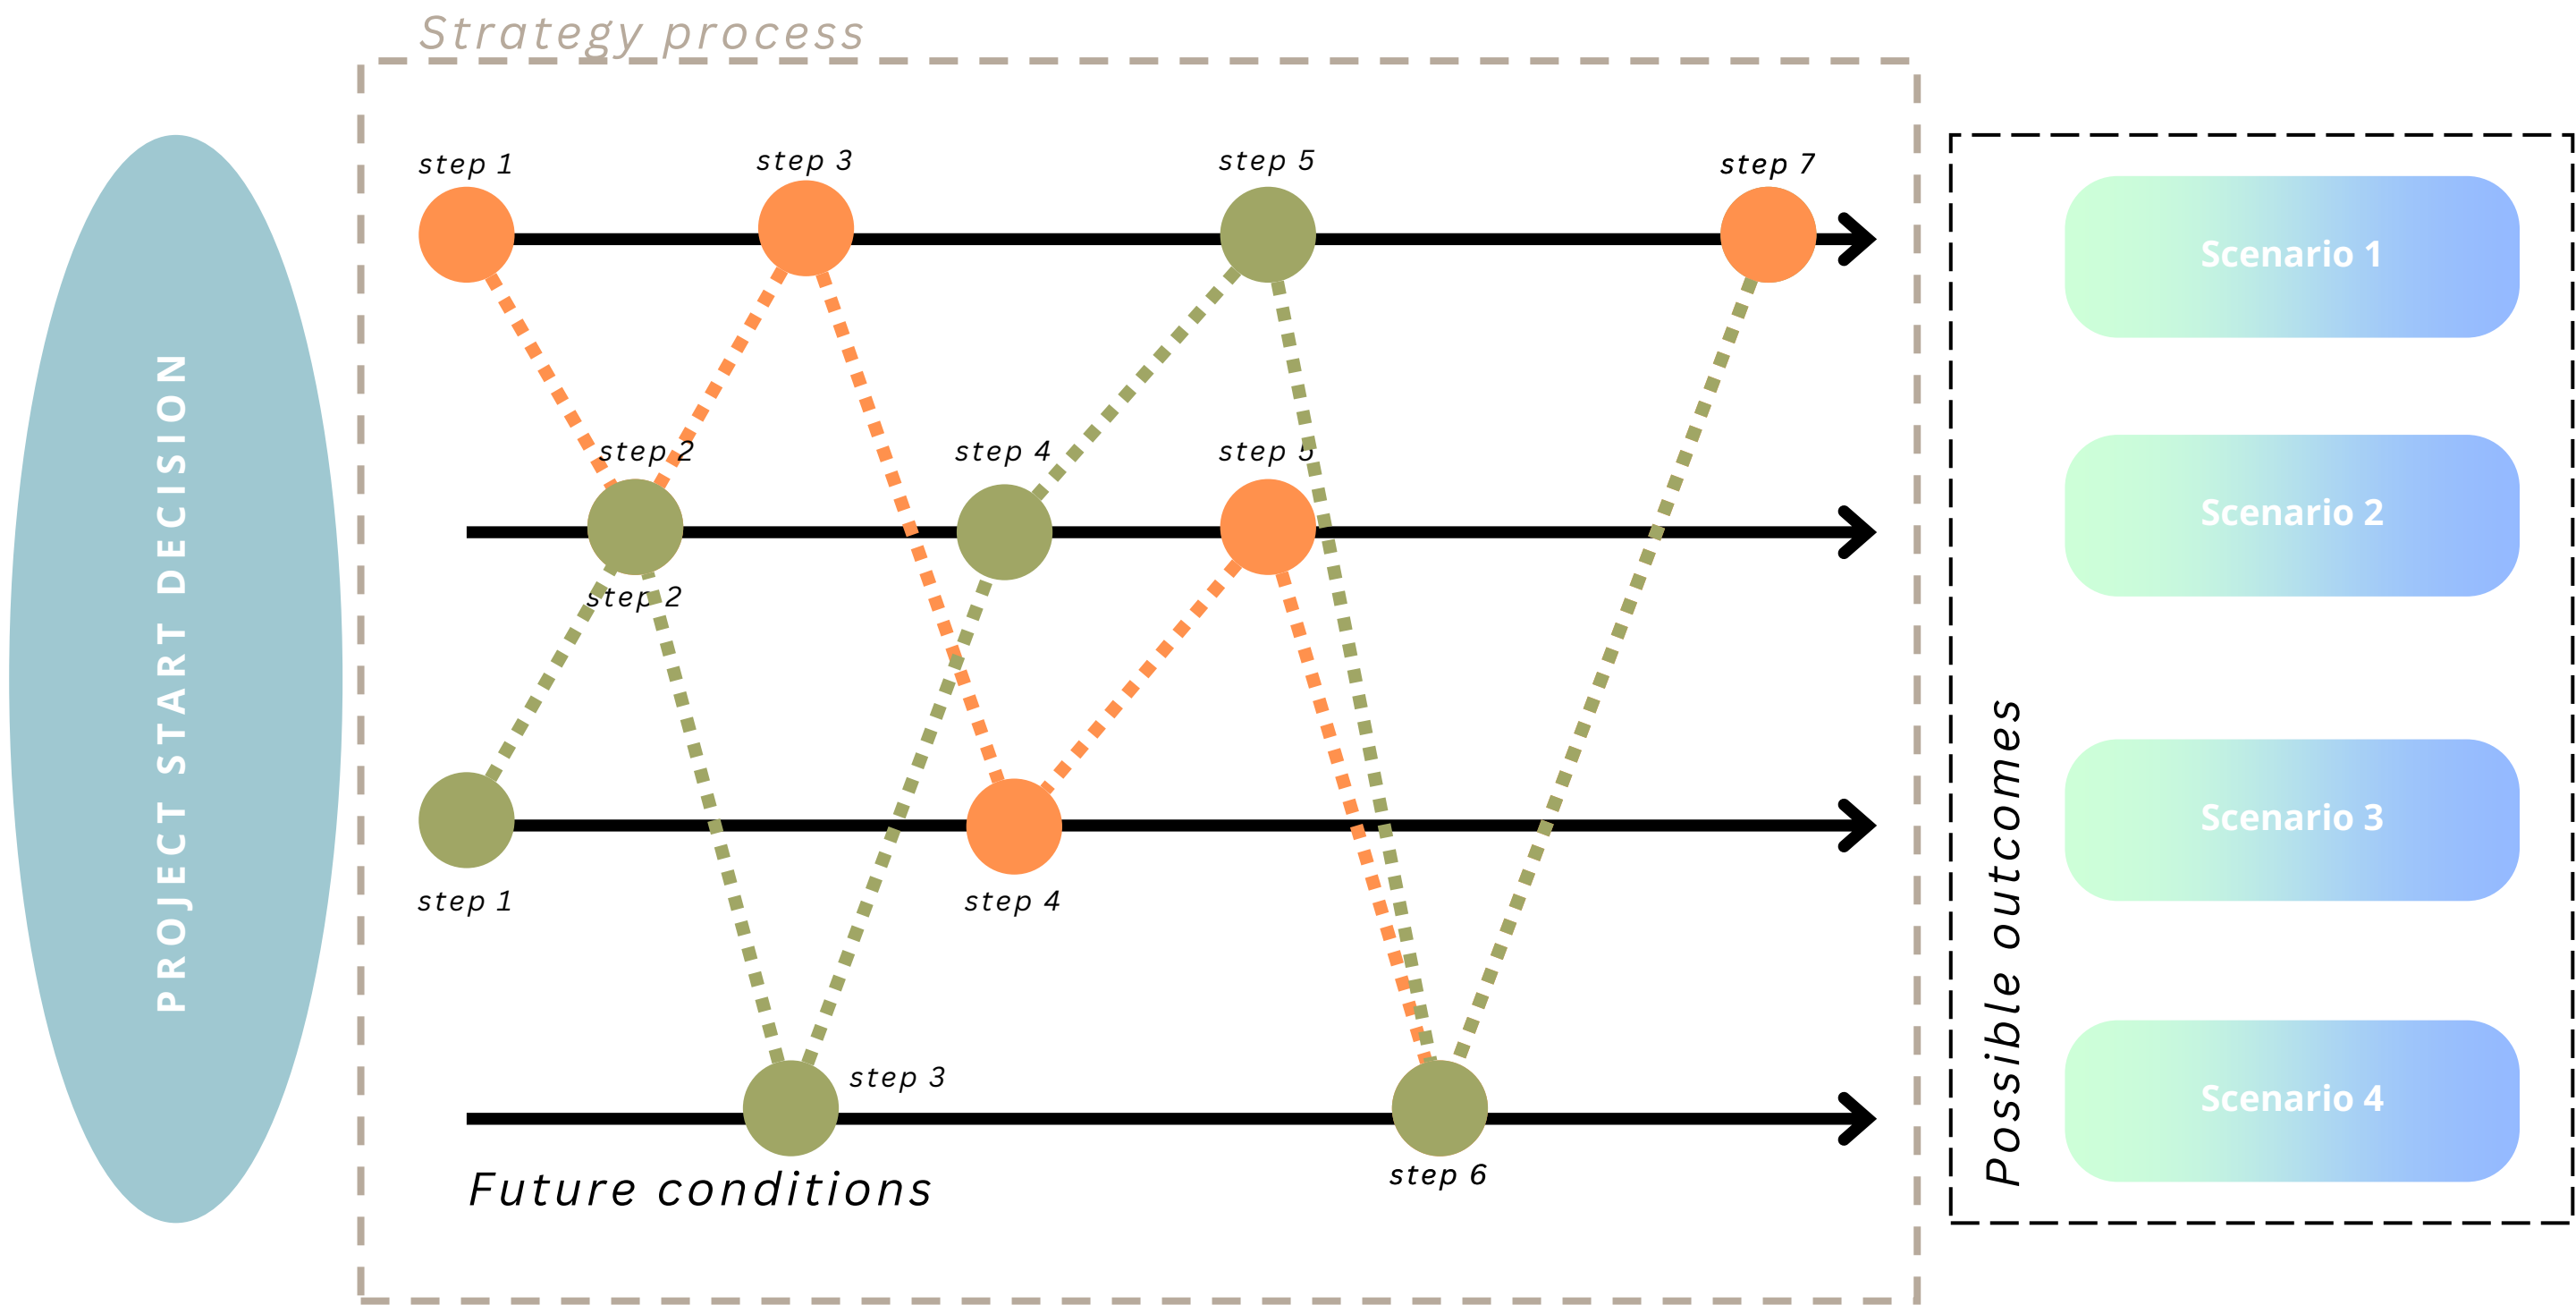 Strategy process
PROJECT START DECISION
step 1
step 3
step 5
step 7
step 2
step 4
step 5
step 2
step 1
step 4
step 3
step 6
Future conditions
Possible outcomes
Scenario 1
Scenario 2
Scenario 3
Scenario 4